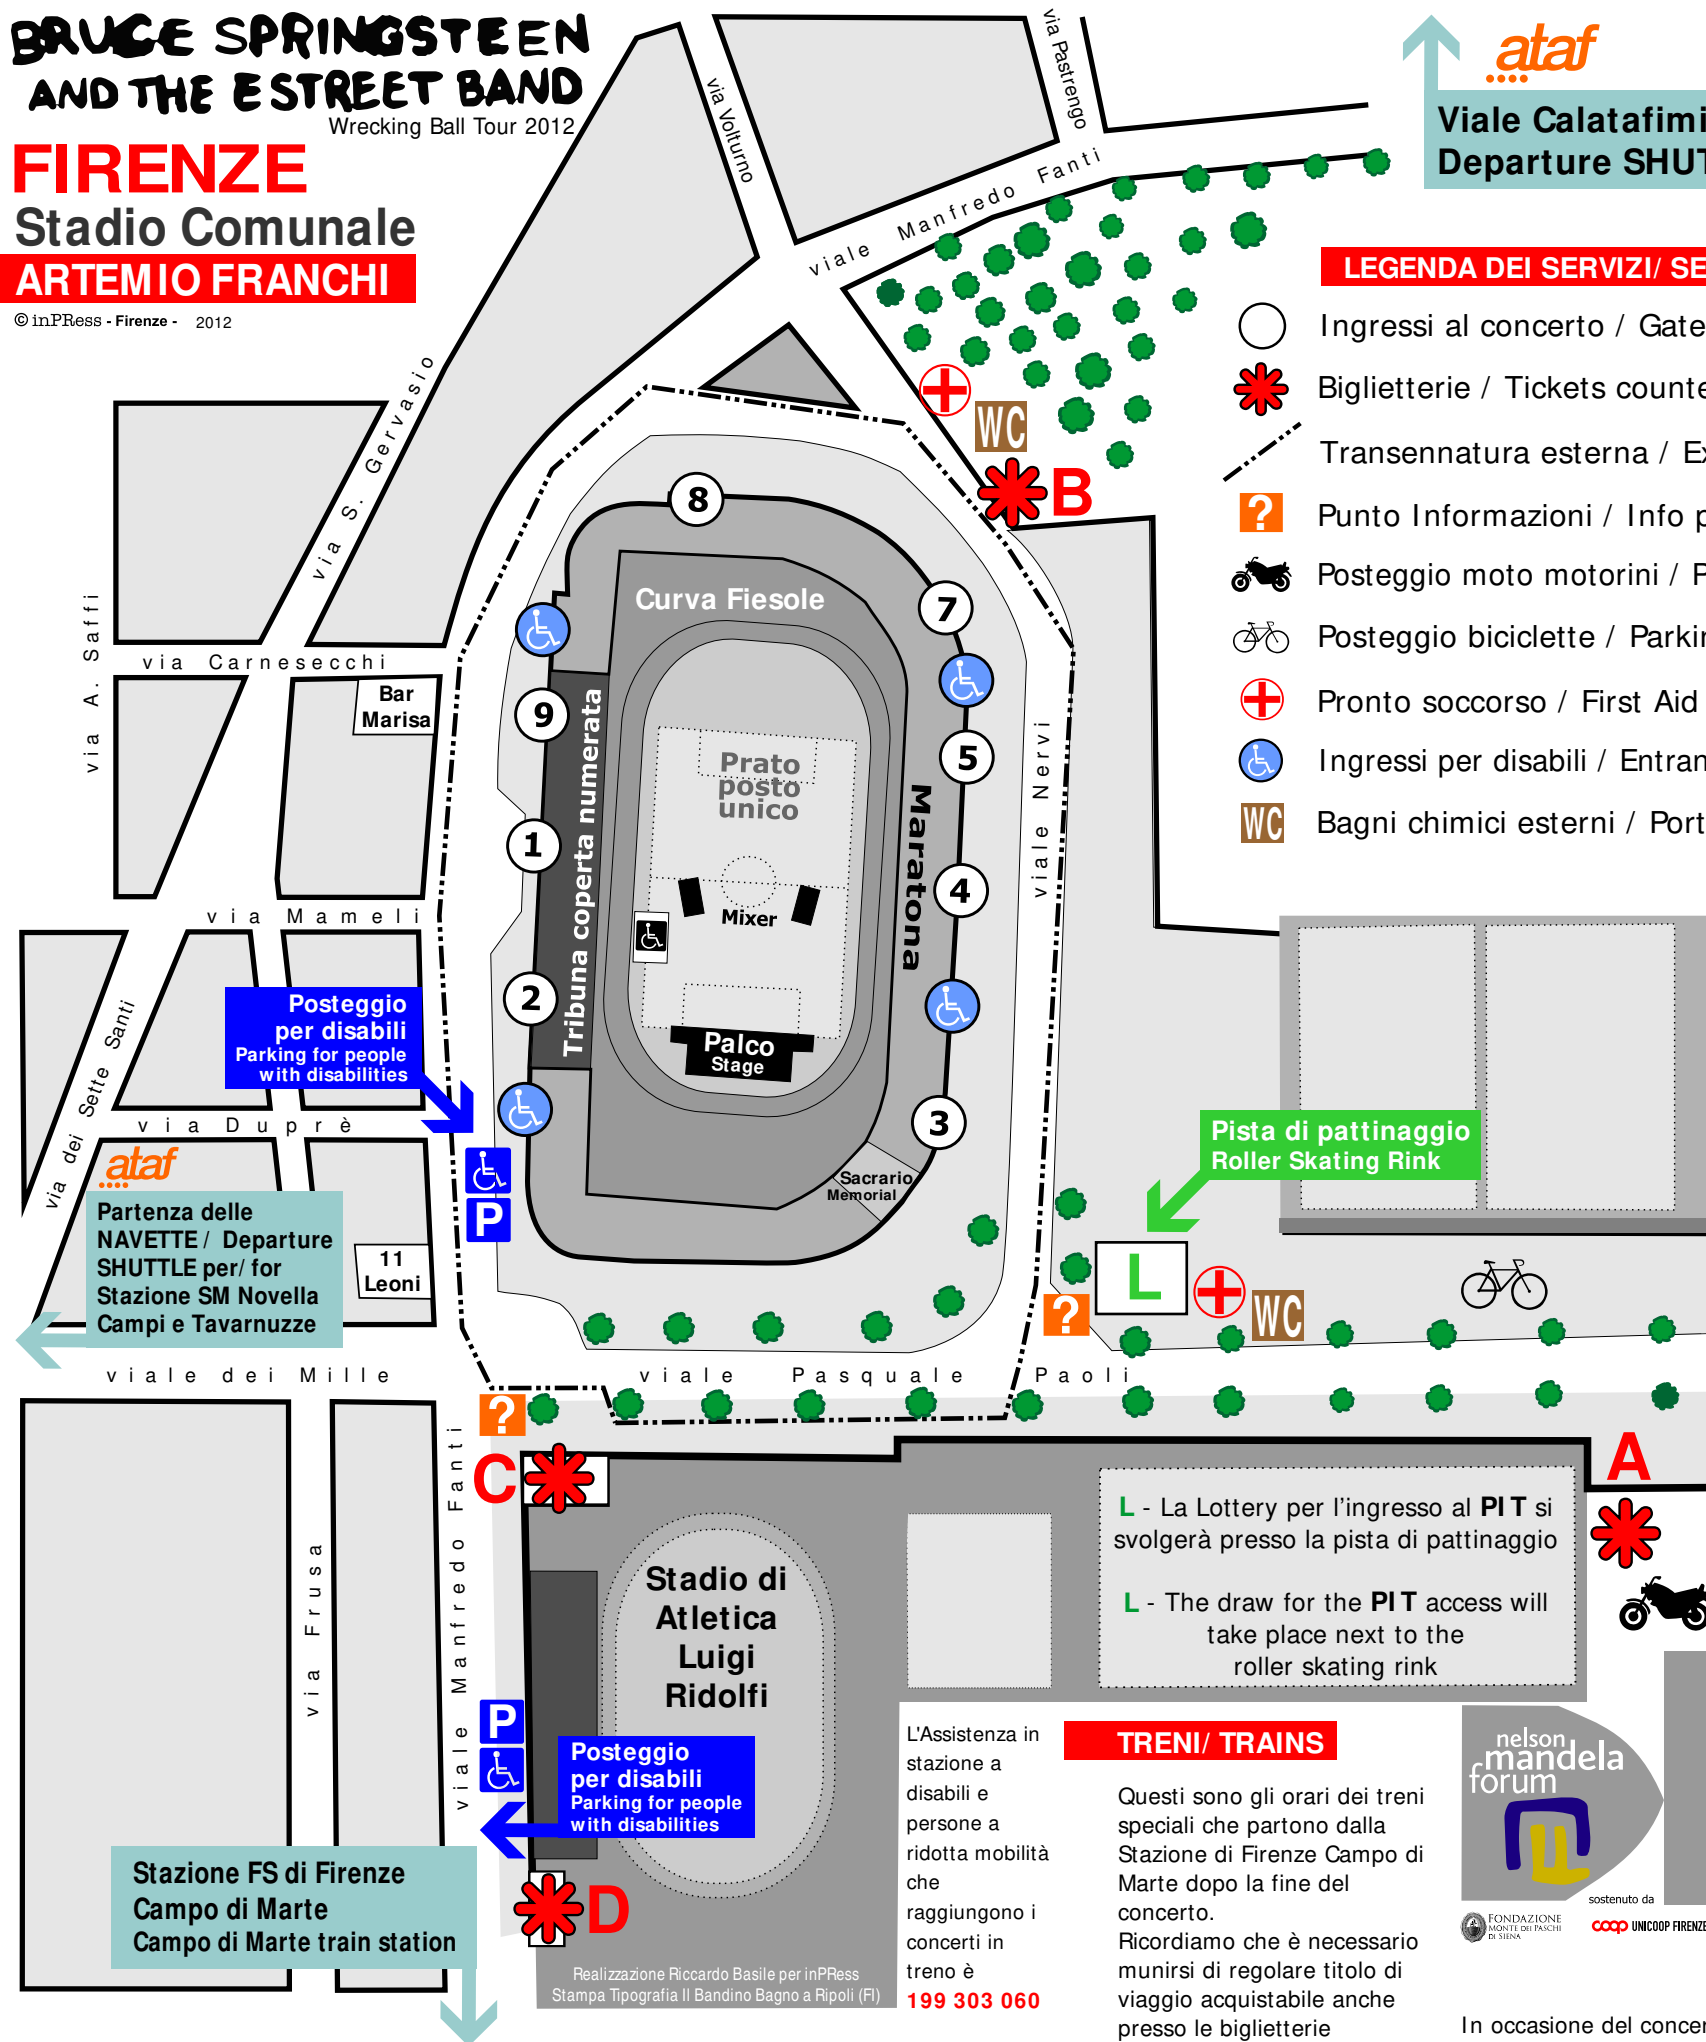 BRUCE SPRINGSTEEN
AND THE E STREET BAND
Wrecking Ball Tour 2012
FIRENZE
Stadio Comunale
ARTEMIO FRANCHI
© inPRess - Firenze - 2012
ataf
Viale Calatafimi
Departure SHUT
LEGENDA DEI SERVIZI/ SE
Ingressi al concerto / Gate
Biglietterie / Tickets counte
Transennatura esterna / Ex
? Punto Informazioni / Info p
Posteggio moto motorini / P
Posteggio biciclette / Parkin
Pronto soccorso / First Aid
Ingressi per disabili / Entran
WC Bagni chimici esterni / Port
via Volturno
via Pastrengo
viale Manfredo Fanti
via S. Gervasio
via A. Saffi
via Carnesecchi
Bar
Marisa
via Mameli
via dei Sette Santi
via Duprè
WC
B
8
7
9
5
1
4
2
3
Curva Fiesole
Tribuna coperta numerata
Prato
posto
unico
Mixer
Maratona
Palco
Stage
Sacrario
Memorial
viale Nervi
Posteggio
per disabili
Parking for people
with disabilities
P
ataf
Partenza delle
NAVETTE / Departure
SHUTTLE per/ for
Stazione SM Novella
Campi e Tavarnuzze
11
Leoni
Pista di pattinaggio
Roller Skating Rink
L
?
WC
viale dei Mille
viale Pasquale Paoli
?
C
A
via Frusa
viale Manfredo Fanti
Stadio di
Atletica
Luigi
Ridolfi
L - La Lottery per l'ingresso al PIT si
svolgerà presso la pista di pattinaggio
L - The draw for the PIT access will
take place next to the
roller skating rink
P
Posteggio
per disabili
Parking for people
with disabilities
D
Stazione FS di Firenze
Campo di Marte
Campo di Marte train station
Realizzazione Riccardo Basile per inPRess
Stampa Tipografia Il Bandino Bagno a Ripoli (FI)
L'Assistenza in
stazione a
disabili e
persone a
ridotta mobilità
che
raggiungono i
concerti in
treno è
199 303 060
TRENI/ TRAINS
Questi sono gli orari dei treni
speciali che partono dalla
Stazione di Firenze Campo di
Marte dopo la fine del
concerto.
Ricordiamo che è necessario
munirsi di regolare titolo di
viaggio acquistabile anche
presso le biglietterie
nelson
mandela
forum
sostenuto da
FONDAZIONE
MONTE DEI PASCHI
DI SIENA
coop UNICOOP FIRENZE
In occasione del concer